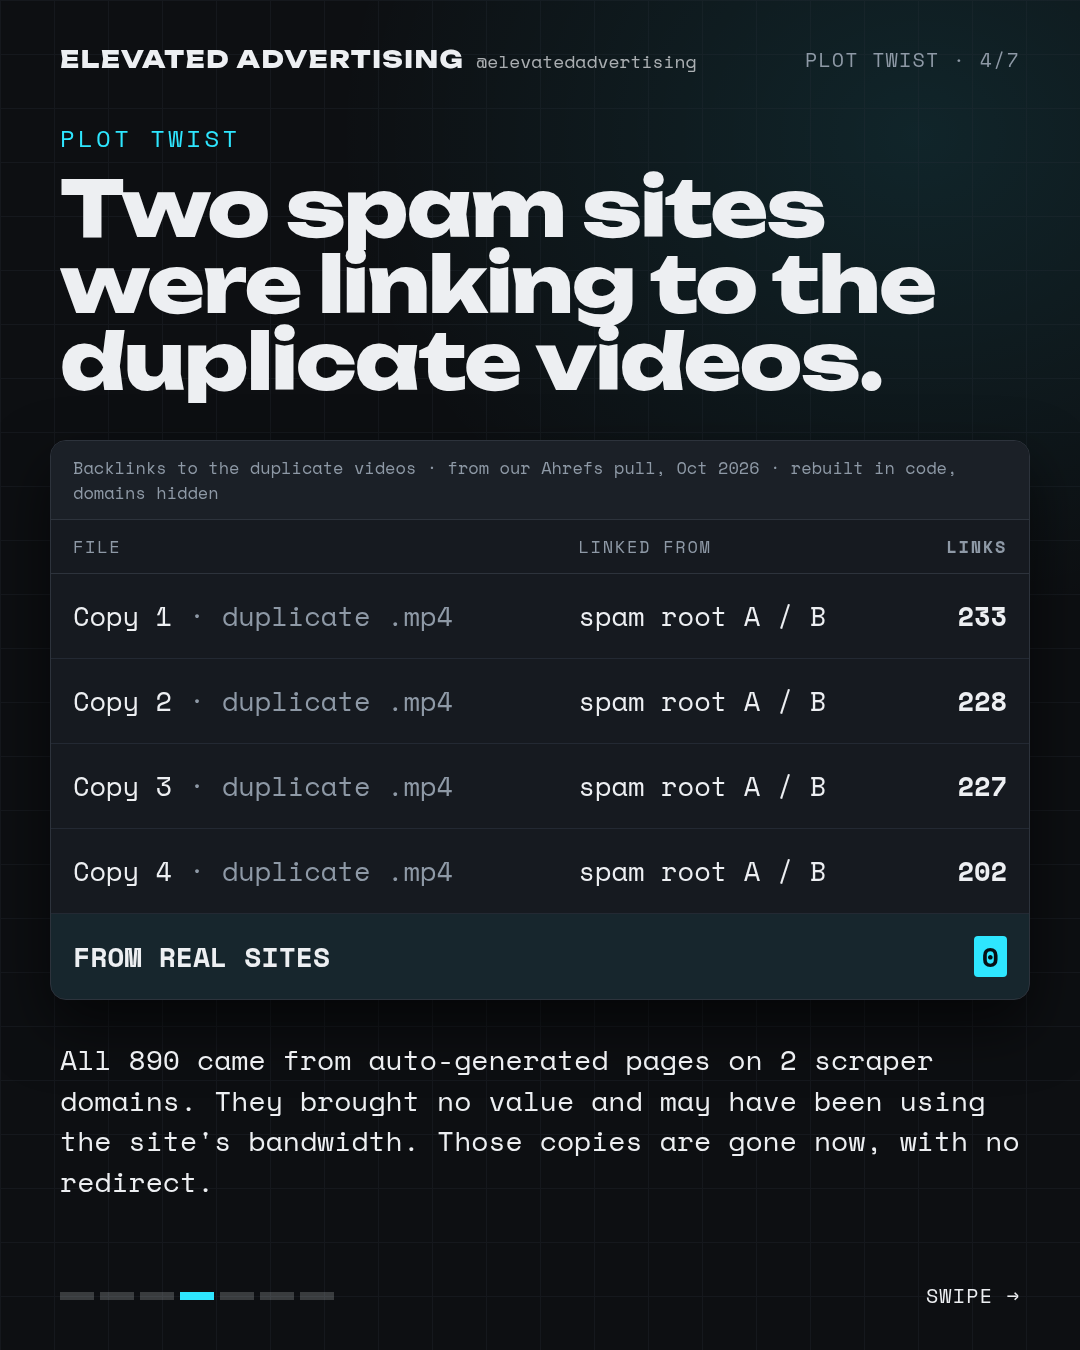 ELEVATED ADVERTISING @elevatedadvertising PLOT TWIST · 4/7
PLOT TWIST
Two spam sites
were linking to the
duplicate videos.
Backlinks to the duplicate videos · from our Ahrefs pull, Oct 2026 · rebuilt in code,
domains hidden
FILE LINKED FROM LINKS
Copy 1 · duplicate .mp4 spam root A / B 233
Copy 2 · duplicate .mp4 spam root A / B 228
Copy 3 · duplicate .mp4 spam root A / B 227
Copy 4 · duplicate .mp4 spam root A / B 202
FROM REAL SITES 0
All 890 came from auto-generated pages on 2 scraper
domains. They brought no value and may have been using
the site's bandwidth. Those copies are gone now, with no
redirect.
SWIPE →